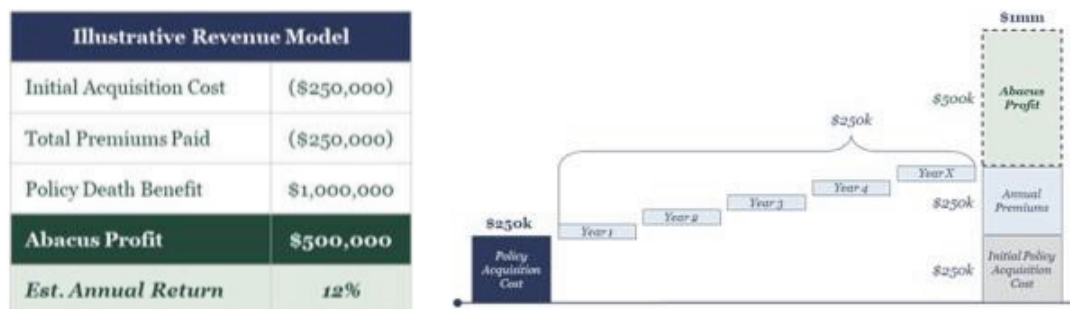 Illustrative Revenue Model
Initial Acquisition Cost ($250,000)
Total Premiums Paid ($250,000)
Policy Death Benefit $1,000,000
Abacus Profit $500,000
Est. Annual Return 12%
$1mm
Abacus
Profit
$500k
$250k
Year 1
Year 2
Year 3
Year 4
Year X
$250k
Annual
Premiums
$250k
Policy
Acquisition
Cost
$250k
Initial Policy
Acquisition
Cost